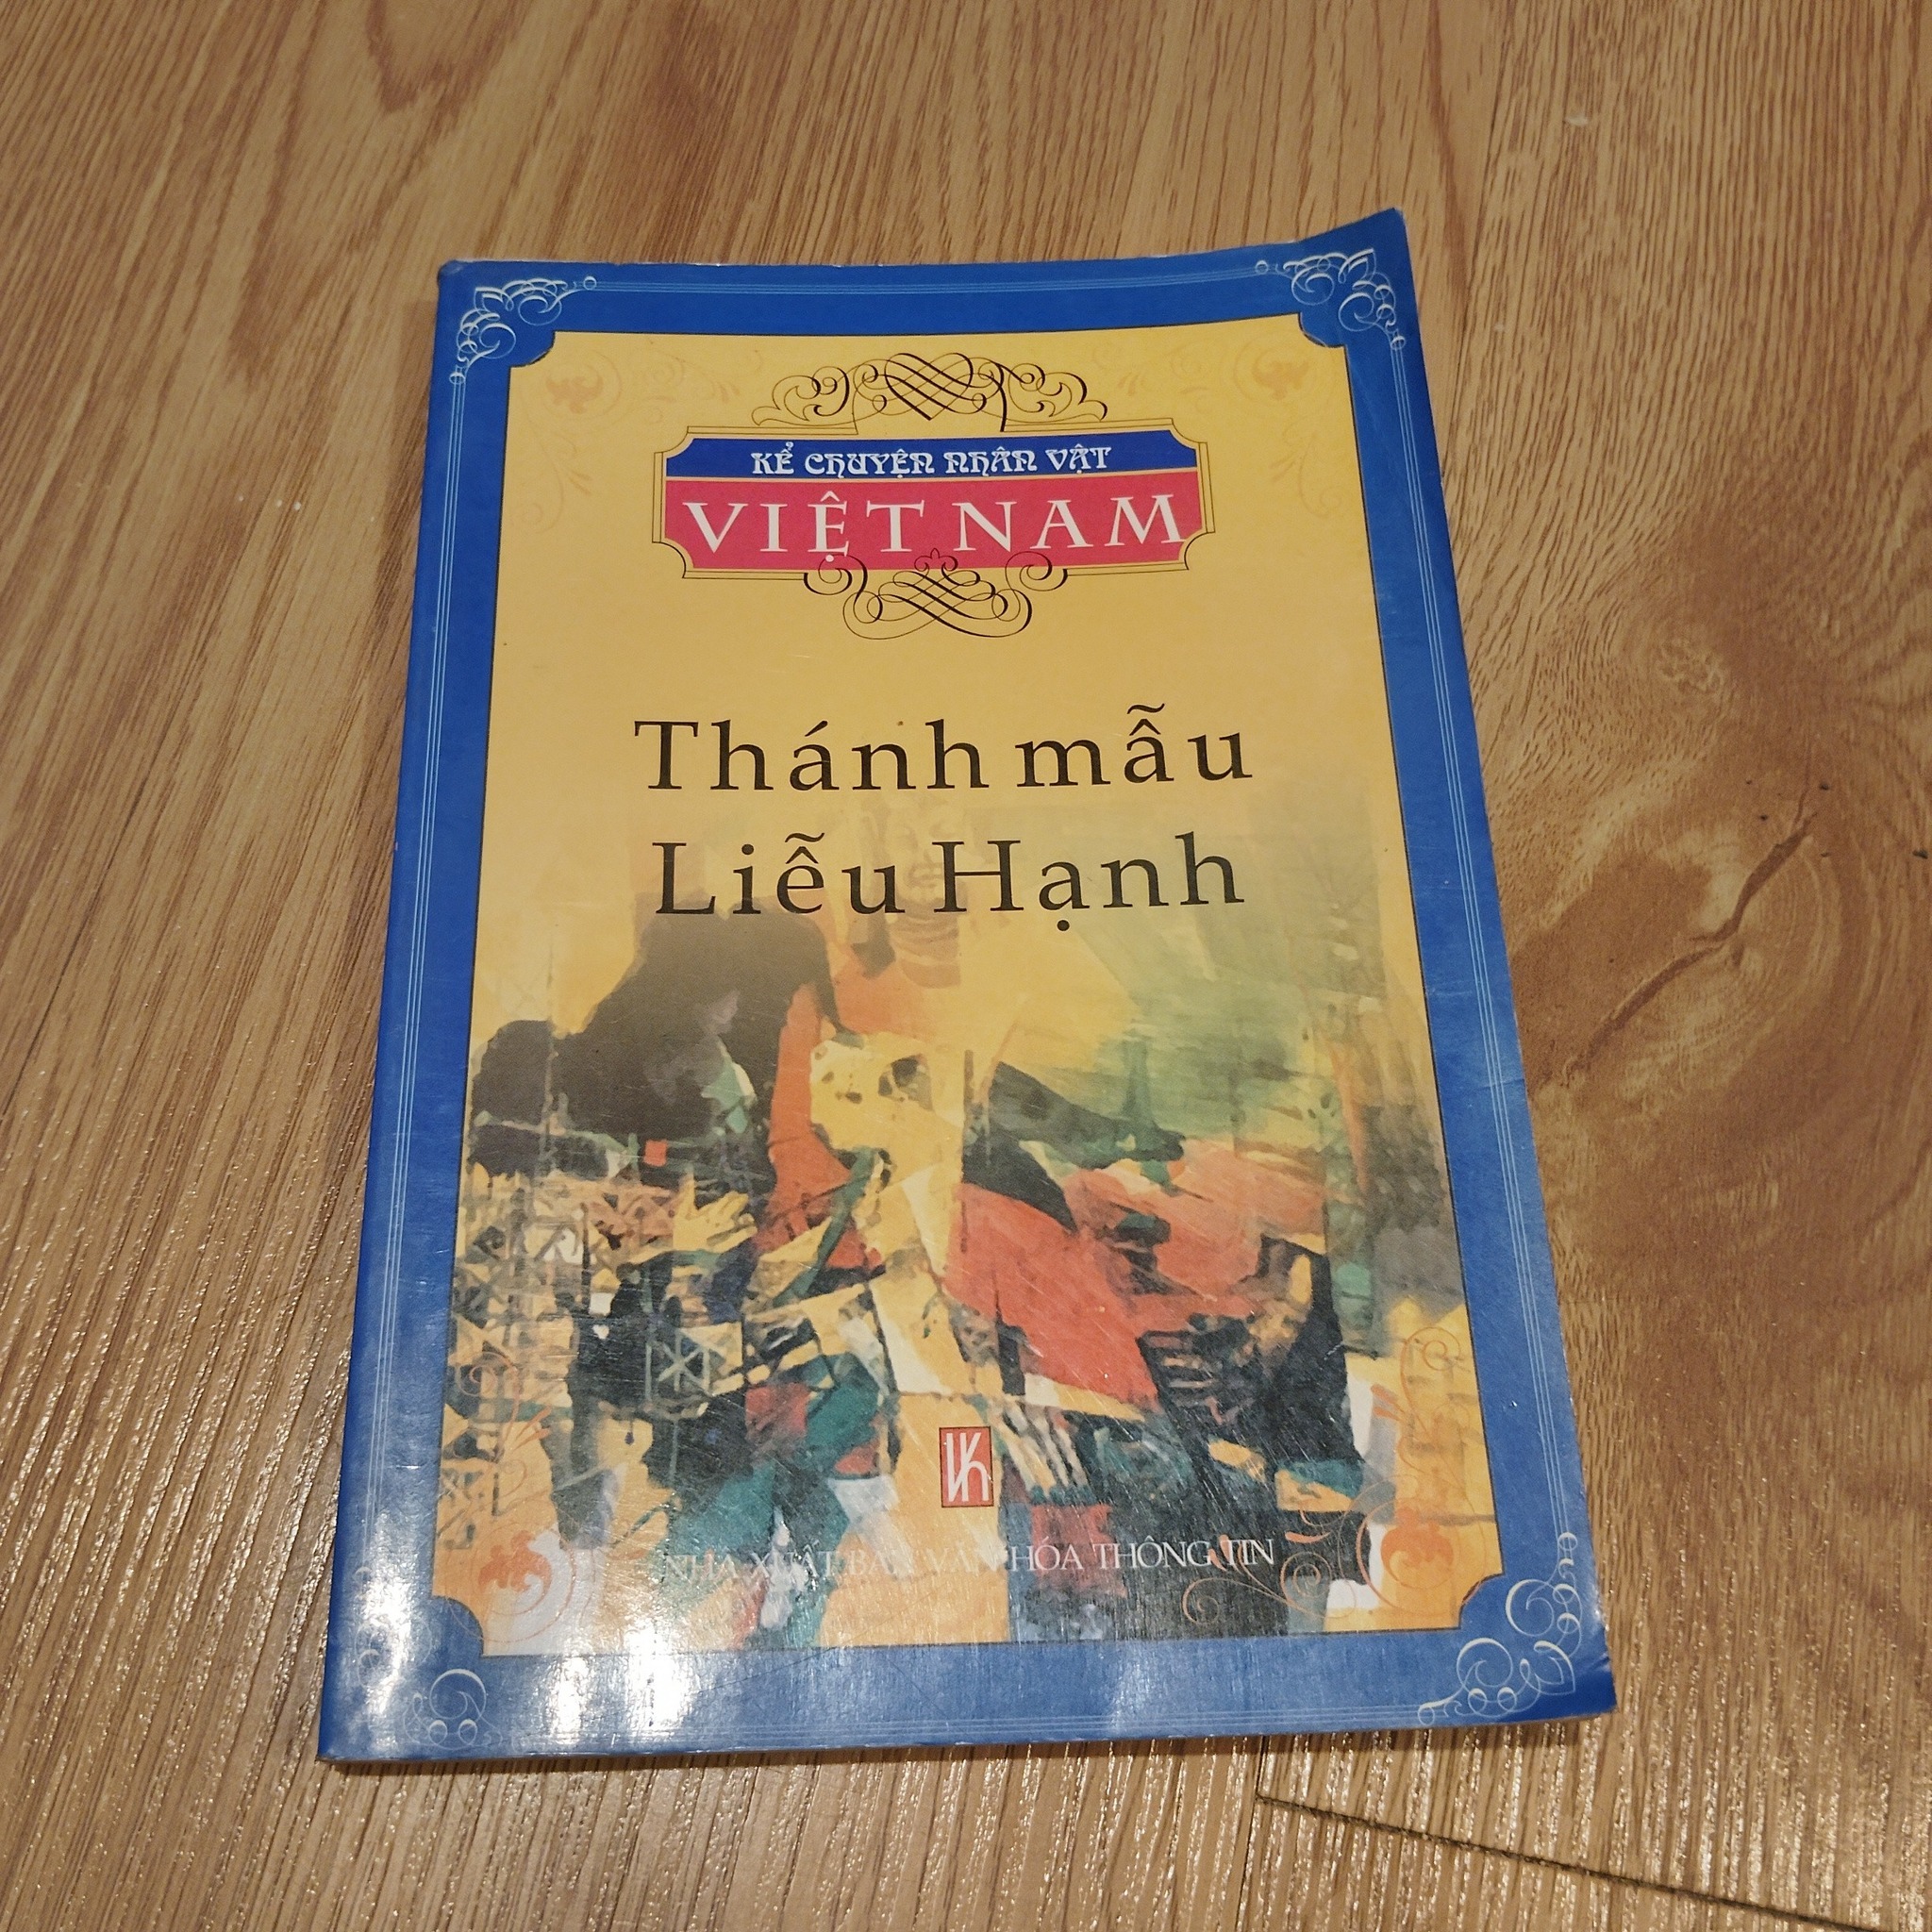 KỂ CHUYỆN NHÂN VẬT
VIỆT NAM
Thánh mẫu
Liễu Hạnh
NHÀ XUẤT BẢN VĂN HÓA THÔNG TIN